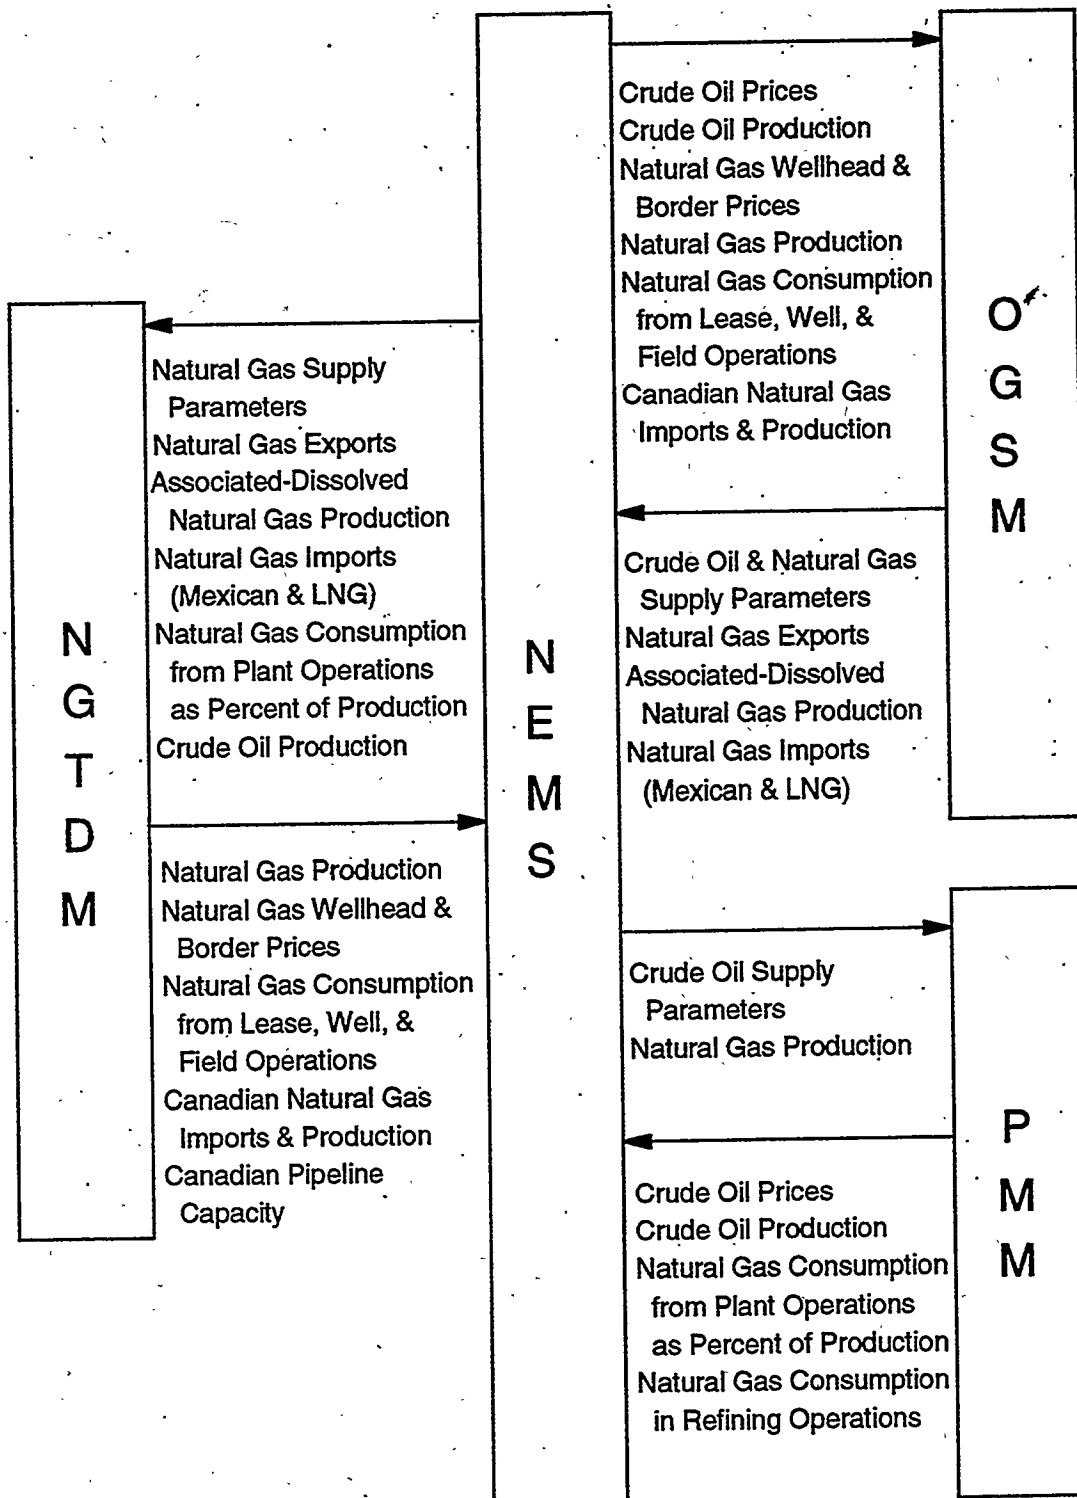 Crude Oil Prices
Crude Oil Production
Natural Gas Wellhead &
Border Prices
Natural Gas Production
Natural Gas Consumption
from Lease, Well, &
Field Operations
Canadian Natural Gas
Imports & Production
OGSM
Crude Oil & Natural Gas
Supply Parameters
Natural Gas Exports
Associated-Dissolved
Natural Gas Production
Natural Gas Imports
(Mexican & LNG)
NEMS
Natural Gas Supply
Parameters
Natural Gas Exports
Associated-Dissolved
Natural Gas Production
Natural Gas Imports
(Mexican & LNG)
Natural Gas Consumption
from Plant Operations
as Percent of Production
Crude Oil Production
NGTDM
Natural Gas Production
Natural Gas Wellhead &
Border Prices
Natural Gas Consumption
from Lease, Well, &
Field Operations
Canadian Natural Gas
Imports & Production
Canadian Pipeline
Capacity
Crude Oil Supply
Parameters
Natural Gas Production
PMM
Crude Oil Prices
Crude Oil Production
Natural Gas Consumption
from Plant Operations
as Percent of Production
Natural Gas Consumption
in Refining Operations